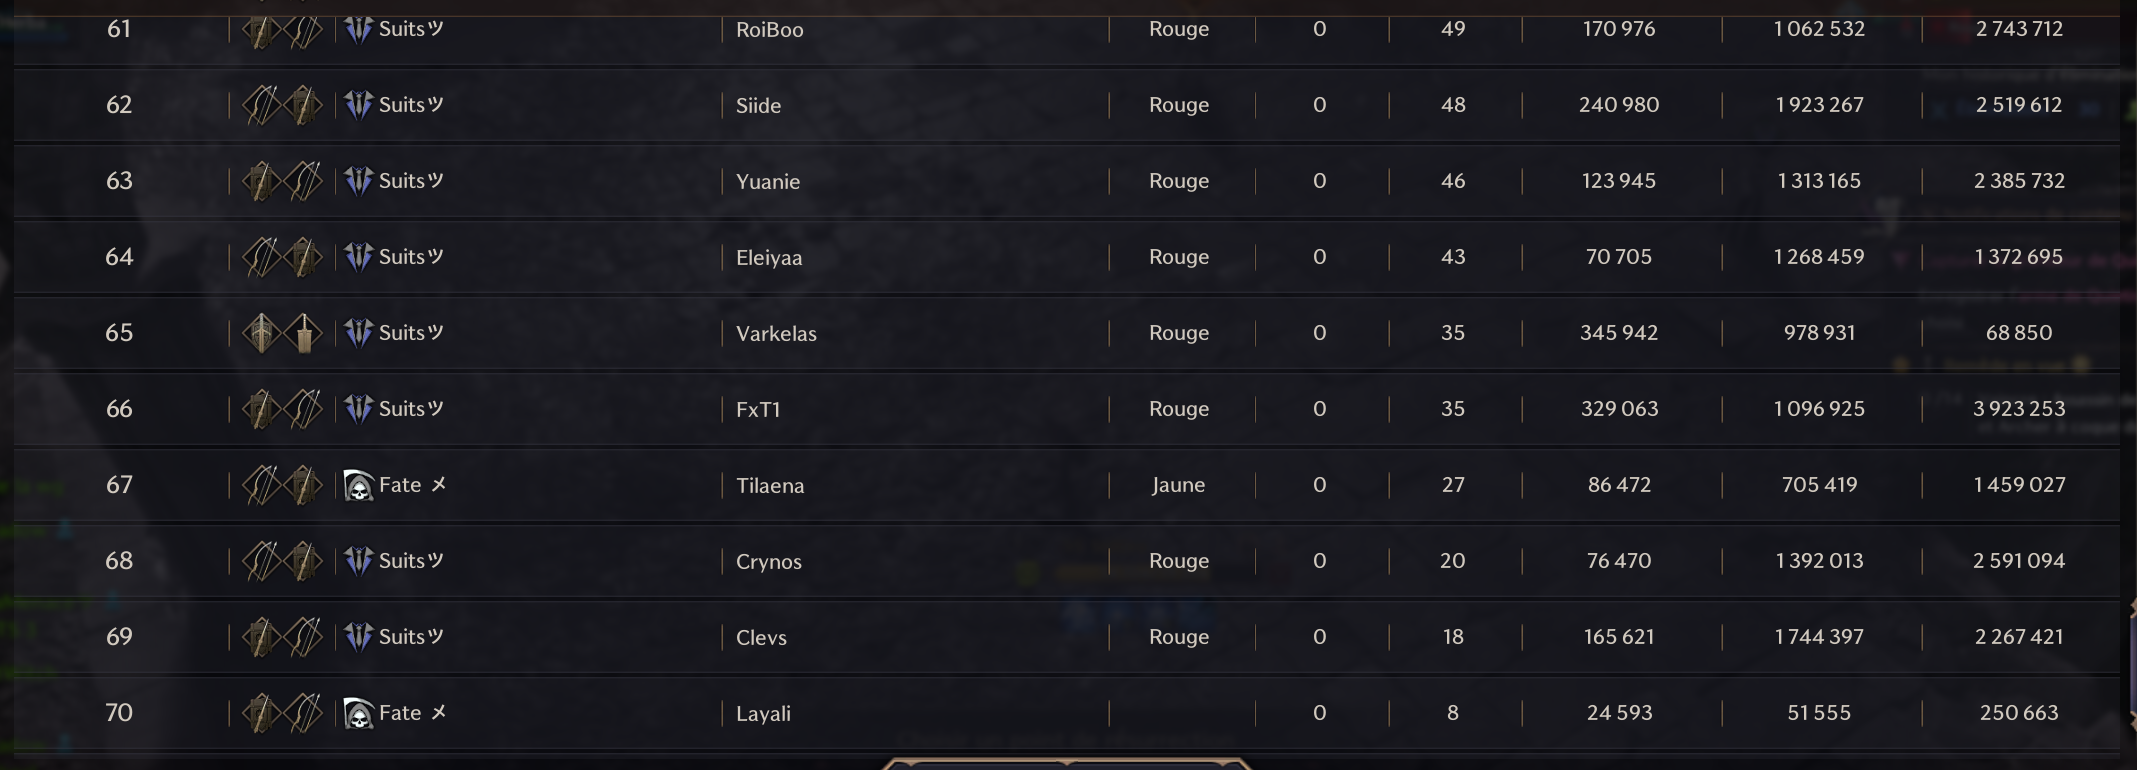 61 Suitsツ RoiBoo Rouge 0 49 170 976 1 062 532 2 743 712
62 Suitsツ Siide Rouge 0 48 240 980 1 923 267 2 519 612
63 Suitsツ Yuanie Rouge 0 46 123 945 1 313 165 2 385 732
64 Suitsツ Eleiyaa Rouge 0 43 70 705 1 268 459 1 372 695
65 Suitsツ Varkelas Rouge 0 35 345 942 978 931 68 850
66 Suitsツ FxT1 Rouge 0 35 329 063 1 096 925 3 923 253
67 Fate メ Tilaena Jaune 0 27 86 472 705 419 1 459 027
68 Suitsツ Crynos Rouge 0 20 76 470 1 392 013 2 591 094
69 Suitsツ Clevs Rouge 0 18 165 621 1 744 397 2 267 421
70 Fate メ Layali 0 8 24 593 51 555 250 663